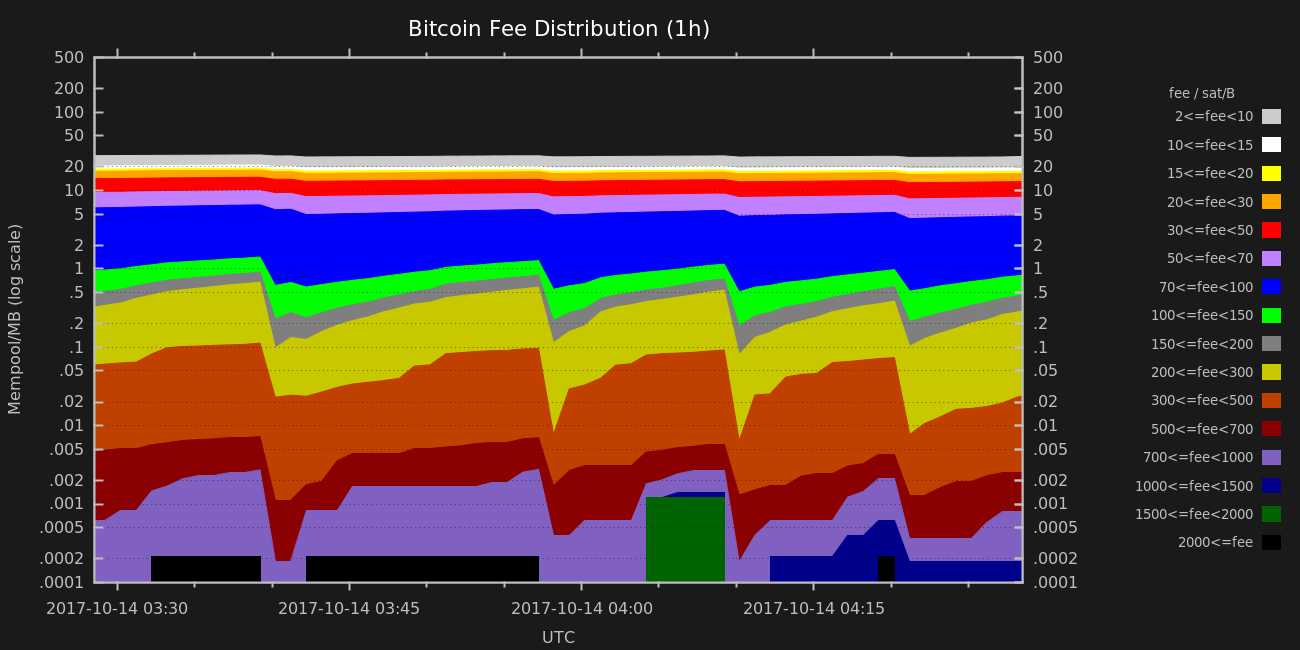 Bitcoin Fee Distribution (1h)
Mempool/MB (log scale)
500
200
100
50
20
10
5
2
1
.5
.2
.1
.05
.02
.01
.005
.002
.001
.0005
.0002
.0001
500
200
100
50
20
10
5
2
1
.5
.2
.1
.05
.02
.01
.005
.002
.001
.0005
.0002
.0001
2017-10-14 03:30
2017-10-14 03:45
2017-10-14 04:00
2017-10-14 04:15
UTC
fee / sat/B
2<=fee<10
10<=fee<15
15<=fee<20
20<=fee<30
30<=fee<50
50<=fee<70
70<=fee<100
100<=fee<150
150<=fee<200
200<=fee<300
300<=fee<500
500<=fee<700
700<=fee<1000
1000<=fee<1500
1500<=fee<2000
2000<=fee